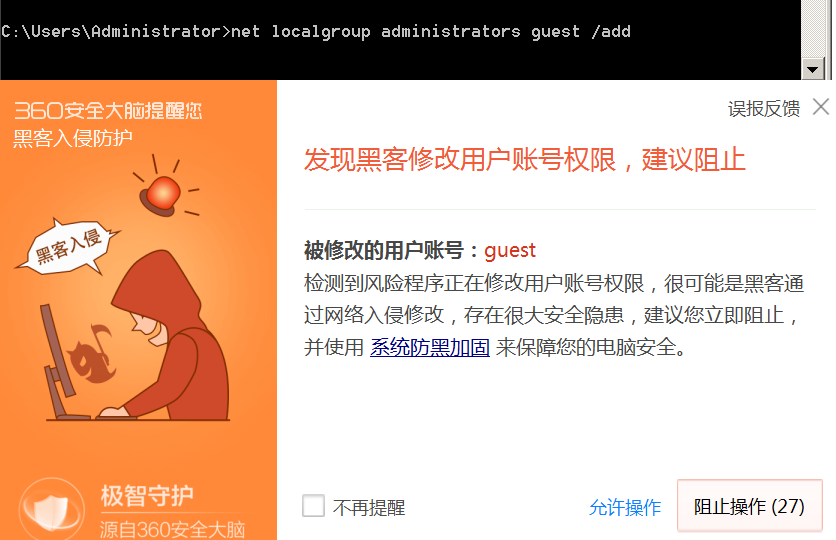 C:\Users\Administrator>net localgroup administrators guest /add
360安全大脑提醒您
黑客入侵防护
误报反馈
发现黑客修改用户账号权限，建议阻止
黑客入侵
被修改的用户账号：guest
检测到风险程序正在修改用户账号权限，很可能是黑客通
过网络入侵修改，存在很大安全隐患，建议您立即阻止，
并使用 系统防黑加固 来保障您的电脑安全。
极智守护
源自360安全大脑
不再提醒
允许操作
阻止操作 (27)